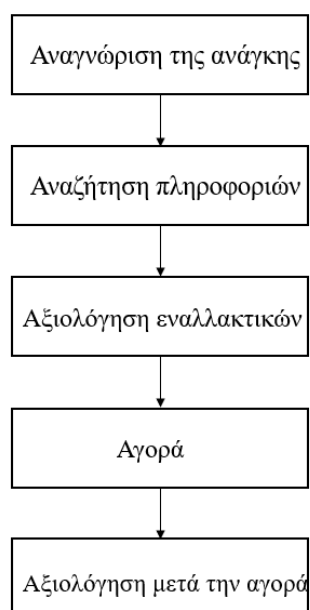 Αναγνώριση της ανάγκης
Αναζήτηση πληροφοριών
Αξιολόγηση εναλλακτικών
Αγορά
Αξιολόγηση μετά την αγορά